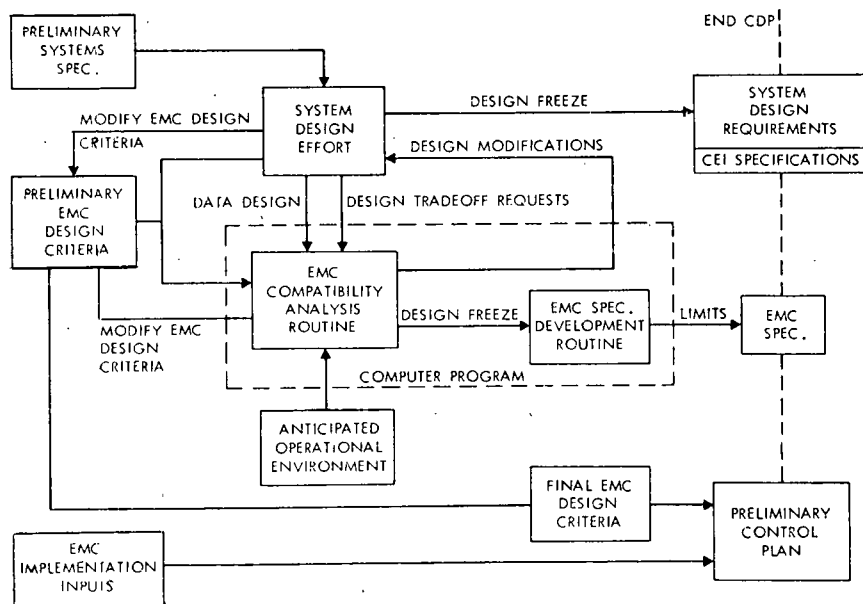 PRELIMINARY
SYSTEMS
SPEC.
END CDP
SYSTEM
DESIGN
EFFORT
DESIGN FREEZE
SYSTEM
DESIGN
REQUIREMENTS
CEI SPECIFICATIONS
MODIFY EMC DESIGN
CRITERIA
DESIGN MODIFICATIONS
PRELIMINARY
EMC
DESIGN
CRITERIA
DATA DESIGN
DESIGN TRADEOFF REQUESTS
EMC
COMPATIBILITY
ANALYSIS
ROUTINE
MODIFY EMC
DESIGN
CRITERIA
DESIGN FREEZE
EMC SPEC.
DEVELOPMENT
ROUTINE
LIMITS
EMC
SPEC.
COMPUTER PROGRAM
ANTICIPATED
OPERATIONAL
ENVIRONMENT
FINAL EMC
DESIGN
CRITERIA
PRELIMINARY
CONTROL
PLAN
EMC
IMPLEMENTATION
INPUTS